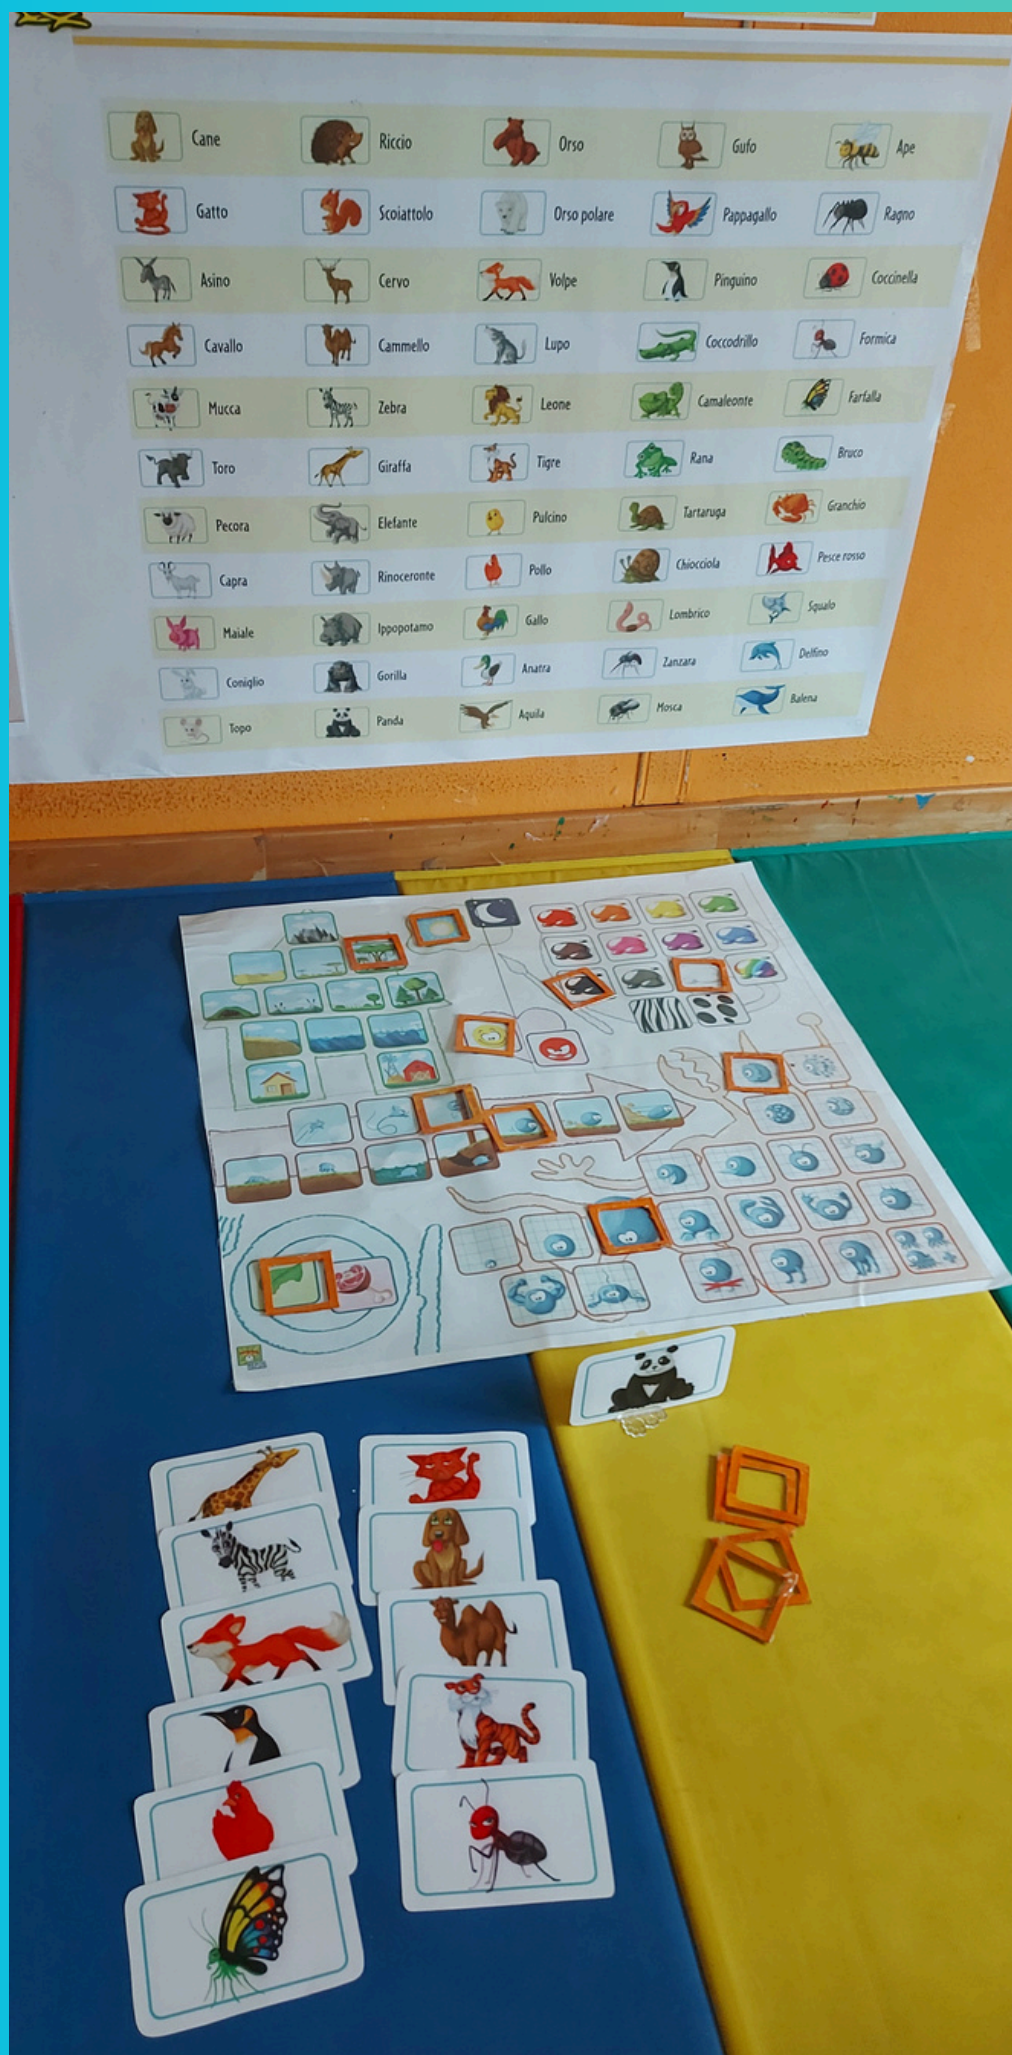 Cane Riccio Orso Gufo Ape
Gatto Scoiattolo Orso polare Pappagallo Ragno
Asino Cervo Volpe Pinguino Coccinella
Cavallo Cammello Lupo Coccodrillo Formica
Mucca Zebra Leone Camaleonte Farfalla
Toro Giraffa Tigre Rana Bruco
Pecora Elefante Pulcino Tartaruga Granchio
Capra Rinoceronte Pollo Chiocciola Pesce rosso
Maiale Ippopotamo Gallo Lombrico Squalo
Coniglio Gorilla Anatra Zanzara Delfino
Topo Panda Aquila Mosca Balena